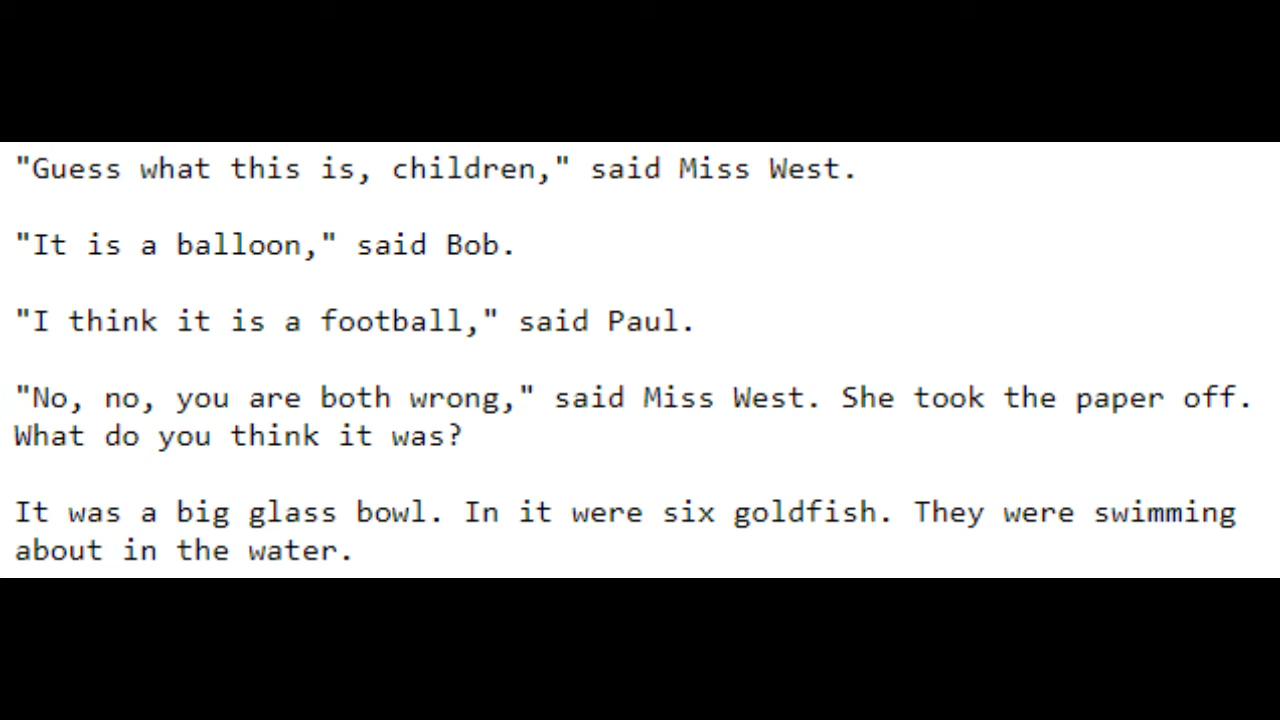 "Guess what this is, children," said Miss West.
"It is a balloon," said Bob.
"I think it is a football," said Paul.
"No, no, you are both wrong," said Miss West. She took the paper off.
What do you think it was?
It was a big glass bowl. In it were six goldfish. They were swimming
about in the water.